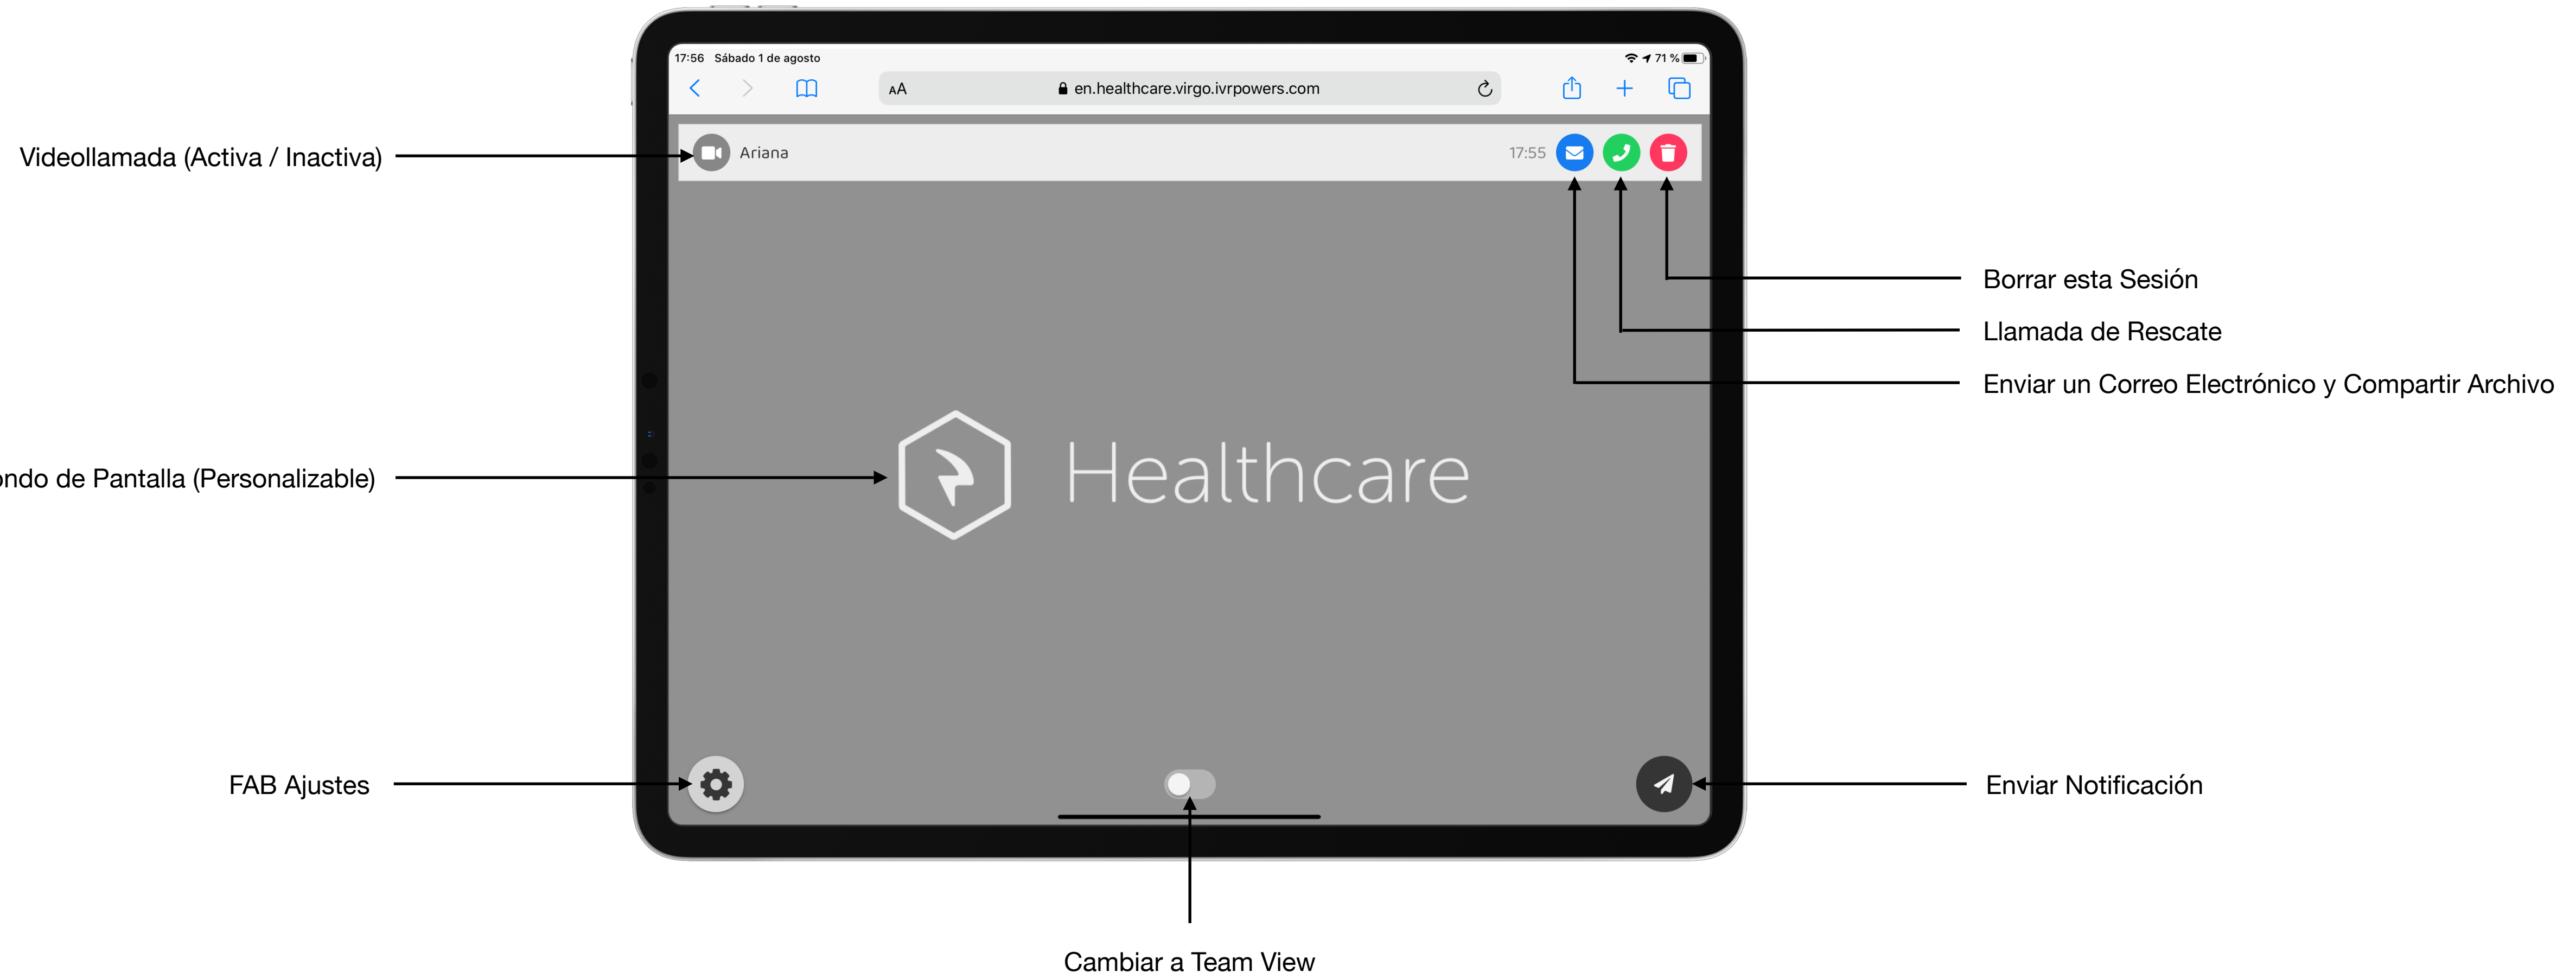 17:56 Sábado 1 de agosto
71 %
AA
en.healthcare.virgo.ivrpowers.com
Videollamada (Activa / Inactiva)
Ariana
17:55
Borrar esta Sesión
Llamada de Rescate
Enviar un Correo Electrónico y Compartir Archivo
Healthcare
ondo de Pantalla (Personalizable)
FAB Ajustes
Enviar Notificación
Cambiar a Team View